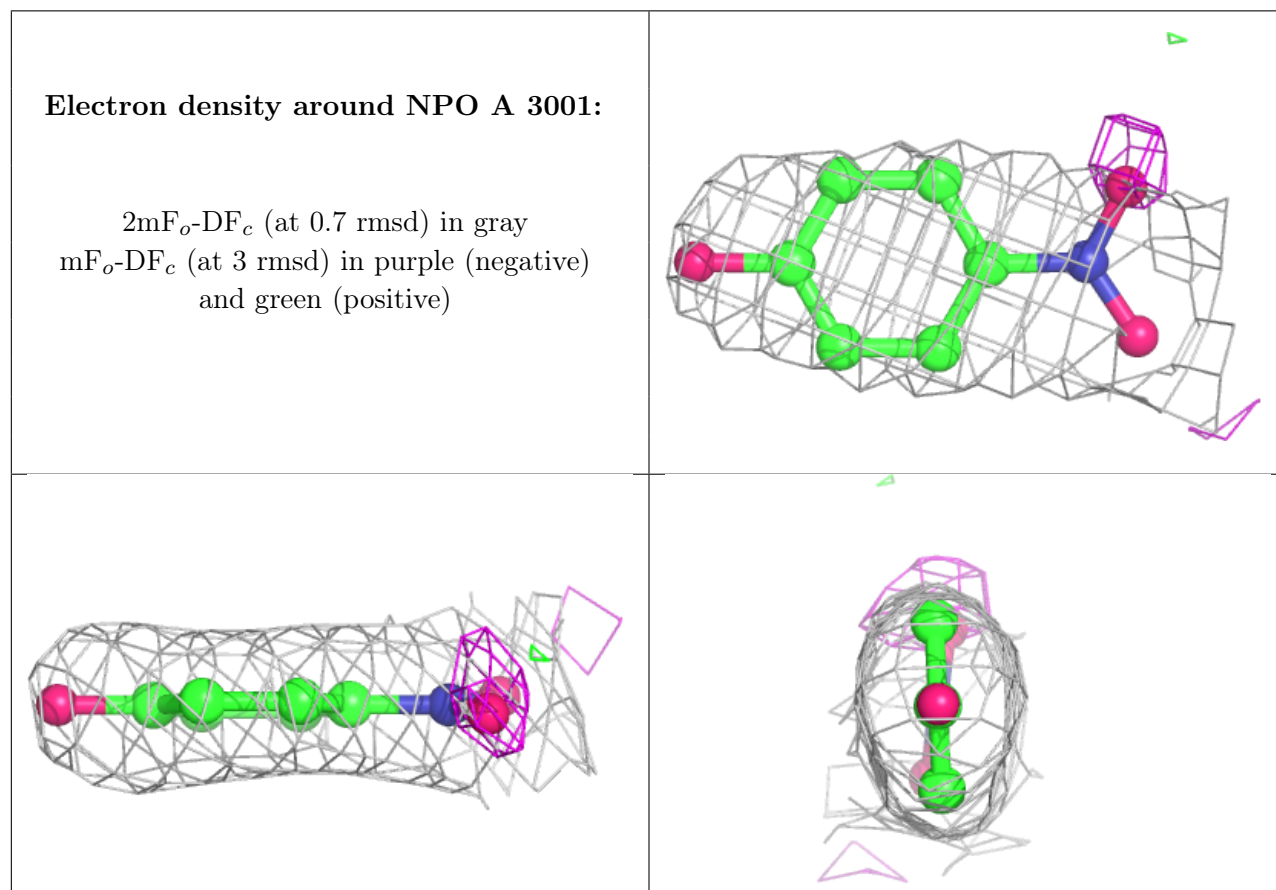 Electron density around NPO A 3001:
2mFo-DFc (at 0.7 rmsd) in gray
mFo-DFc (at 3 rmsd) in purple (negative)
and green (positive)